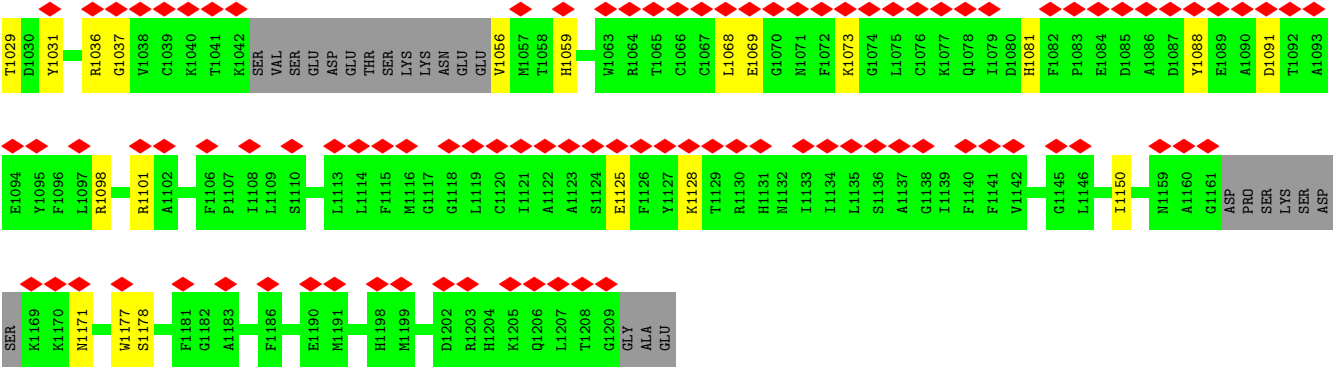 T1029 D1030 Y1031 R1036 G1037 V1038 C1039 K1040 T1041 K1042 SER VAL SER GLU ASP GLU THR SER LYS LYS ASN GLU GLU V1056 M1057 T1058 H1059 W1063 R1064 T1065 C1066 C1067 L1068 E1069 G1070 N1071 F1072 K1073 G1074 L1075 C1076 K1077 Q1078 I1079 D1080 H1081 F1082 P1083 E1084 D1085 A1086 D1087 Y1088 E1089 A1090 D1091 T1092 A1093
E1094 Y1095 F1096 L1097 R1098 R1101 A1102 F1106 P1107 I1108 L1109 S1110 L1113 L1114 F1115 M1116 G1117 G1118 L1119 C1120 I1121 A1122 A1123 S1124 E1125 F1126 Y1127 K1128 T1129 R1130 H1131 N1132 I1133 I1134 L1135 S1136 A1137 G1138 I1139 F1140 F1141 V1142 G1145 L1146 I1150 N1159 A1160 G1161 ASP PRO SER LYS SER ASP
SER K1169 K1170 N1171 W1177 S1178 F1181 G1182 A1183 F1186 E1190 M1191 H1198 M1199 D1202 R1203 H1204 K1205 Q1206 L1207 T1208 G1209 GLY ALA GLU